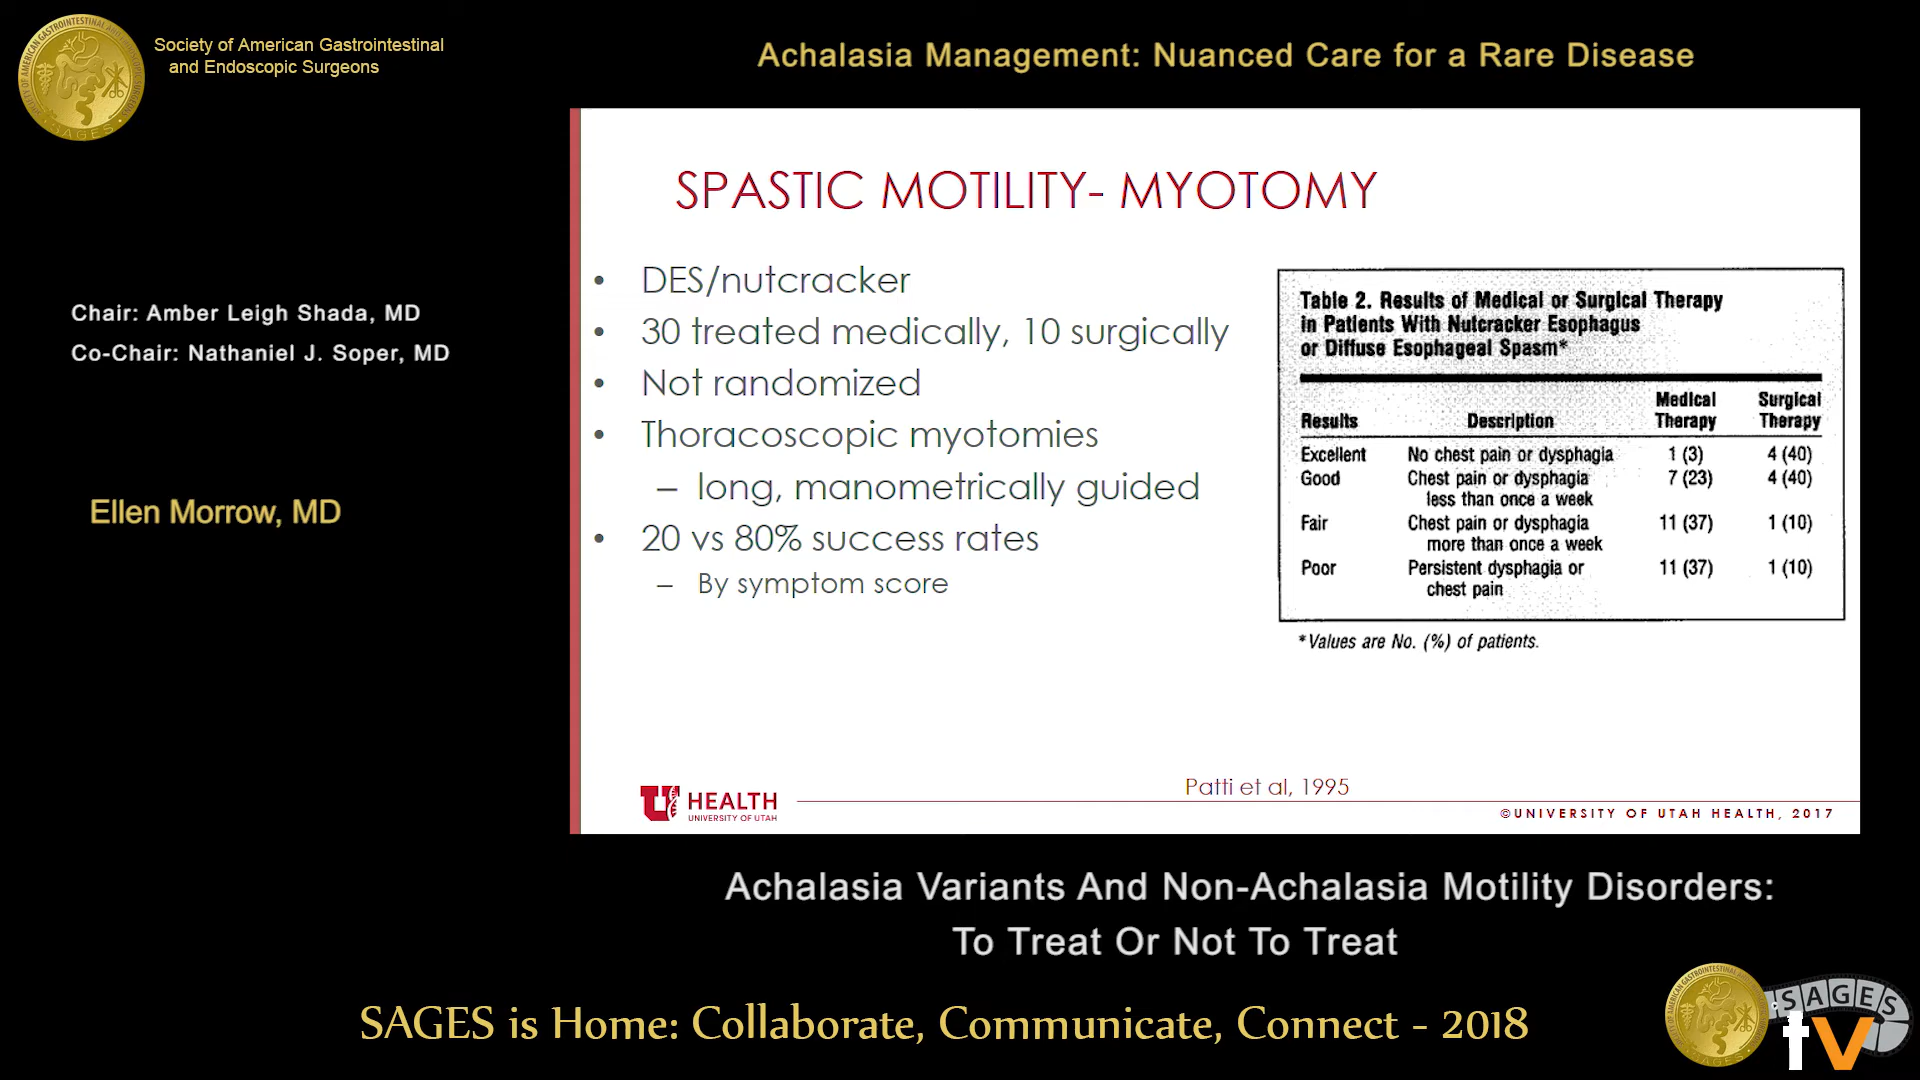 Society of American Gastrointestinal
and Endoscopic Surgeons
Achalasia Management: Nuanced Care for a Rare Disease
Chair: Amber Leigh Shada, MD
Co-Chair: Nathaniel J. Soper, MD
Ellen Morrow, MD
SPASTIC MOTILITY- MYOTOMY
• DES/nutcracker
• 30 treated medically, 10 surgically
• Not randomized
• Thoracoscopic myotomies
– long, manometrically guided
• 20 vs 80% success rates
– By symptom score
Table 2. Results of Medical or Surgical Therapy
in Patients With Nutcracker Esophagus
or Diffuse Esophageal Spasm*
Medical Surgical
Results Description Therapy Therapy
Excellent No chest pain or dysphagia 1 (3) 4 (40)
Good Chest pain or dysphagia 7 (23) 4 (40)
less than once a week
Fair Chest pain or dysphagia 11 (37) 1 (10)
more than once a week
Poor Persistent dysphagia or 11 (37) 1 (10)
chest pain
*Values are No. (%) of patients.
Patti et al, 1995
U HEALTH
UNIVERSITY OF UTAH
©UNIVERSITY OF UTAH HEALTH, 2017
Achalasia Variants And Non-Achalasia Motility Disorders:
To Treat Or Not To Treat
SAGES is Home: Collaborate, Communicate, Connect - 2018
SAGES
tv